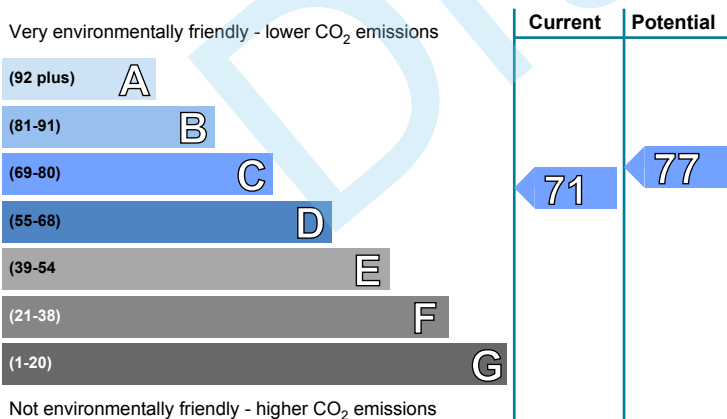 Very environmentally friendly - lower CO2 emissions
Current
Potential
(92 plus) A
(81-91) B
(69-80) C
77
71
(55-68) D
(39-54 E
(21-38) F
(1-20) G
Not environmentally friendly - higher CO2 emissions